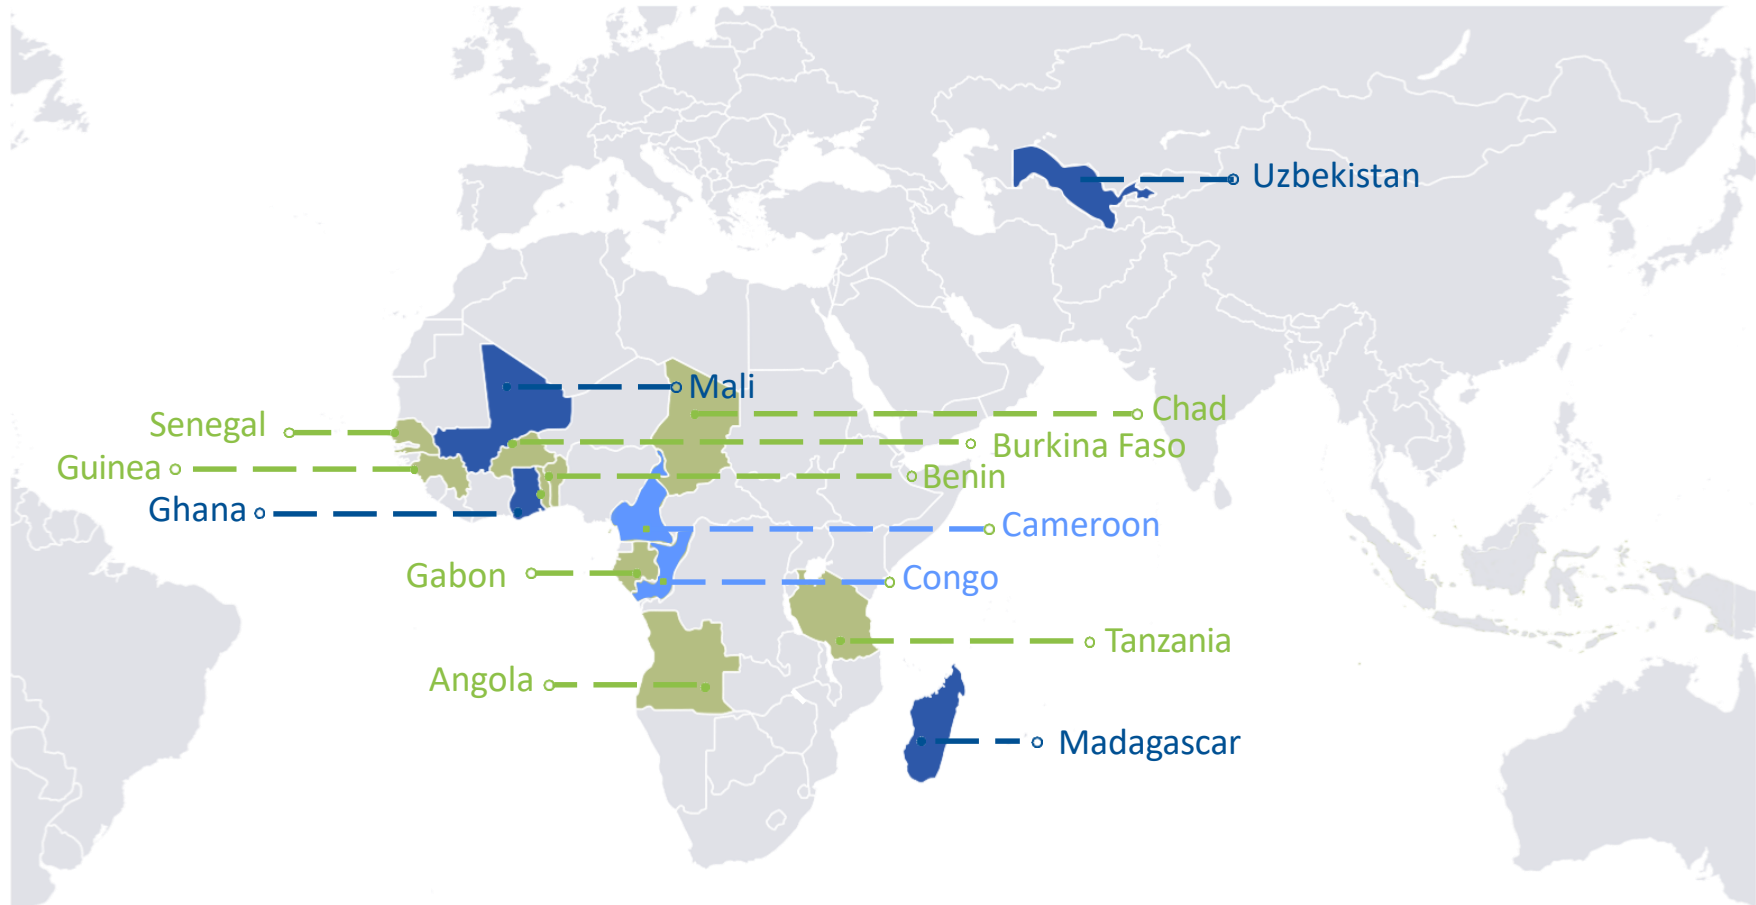 Uzbekistan
Mali
Chad
Senegal
Burkina Faso
Guinea
Benin
Ghana
Cameroon
Gabon
Congo
Tanzania
Angola
Madagascar